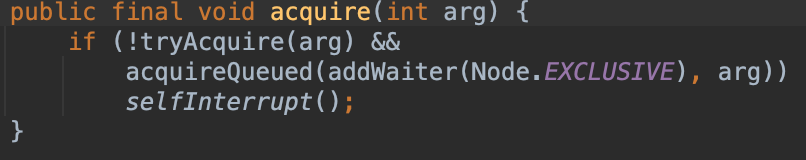 public final void acquire(int arg) {
    if (!tryAcquire(arg) &&
        acquireQueued(addWaiter(Node.EXCLUSIVE), arg))
        selfInterrupt();
}